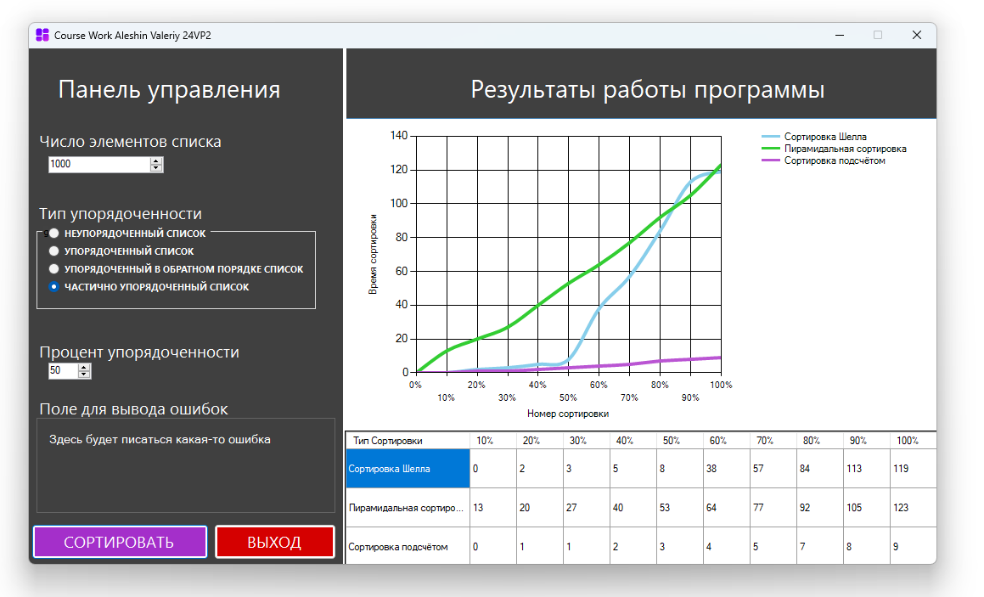 Course Work Aleshin Valeriy 24VP2
Панель управления
Число элементов списка
1000
Тип упорядоченности
НЕУПОРЯДОЧЕННЫЙ СПИСОК
УПОРЯДОЧЕННЫЙ СПИСОК
УПОРЯДОЧЕННЫЙ В ОБРАТНОМ ПОРЯДКЕ СПИСОК
ЧАСТИЧНО УПОРЯДОЧЕННЫЙ СПИСОК
Процент упорядоченности
50
Поле для вывода ошибок
Здесь будет писаться какая-то ошибка
СОРТИРОВАТЬ ВЫХОД
Результаты работы программы
Сортировка Шелла
Пирамидальная сортировка
Сортировка подсчётом
140
120
100
80
60
40
20
0
Время сортировки
0% 20% 40% 60% 80% 100%
10% 30% 50% 70% 90%
Номер сортировки
Тип Сортировки 10% 20% 30% 40% 50% 60% 70% 80% 90% 100%
Сортировка Шелла 0 2 3 5 8 38 57 84 113 119
Пирамидальная сортиро... 13 20 27 40 53 64 77 92 105 123
Сортировка подсчётом 0 1 1 2 3 4 5 7 8 9